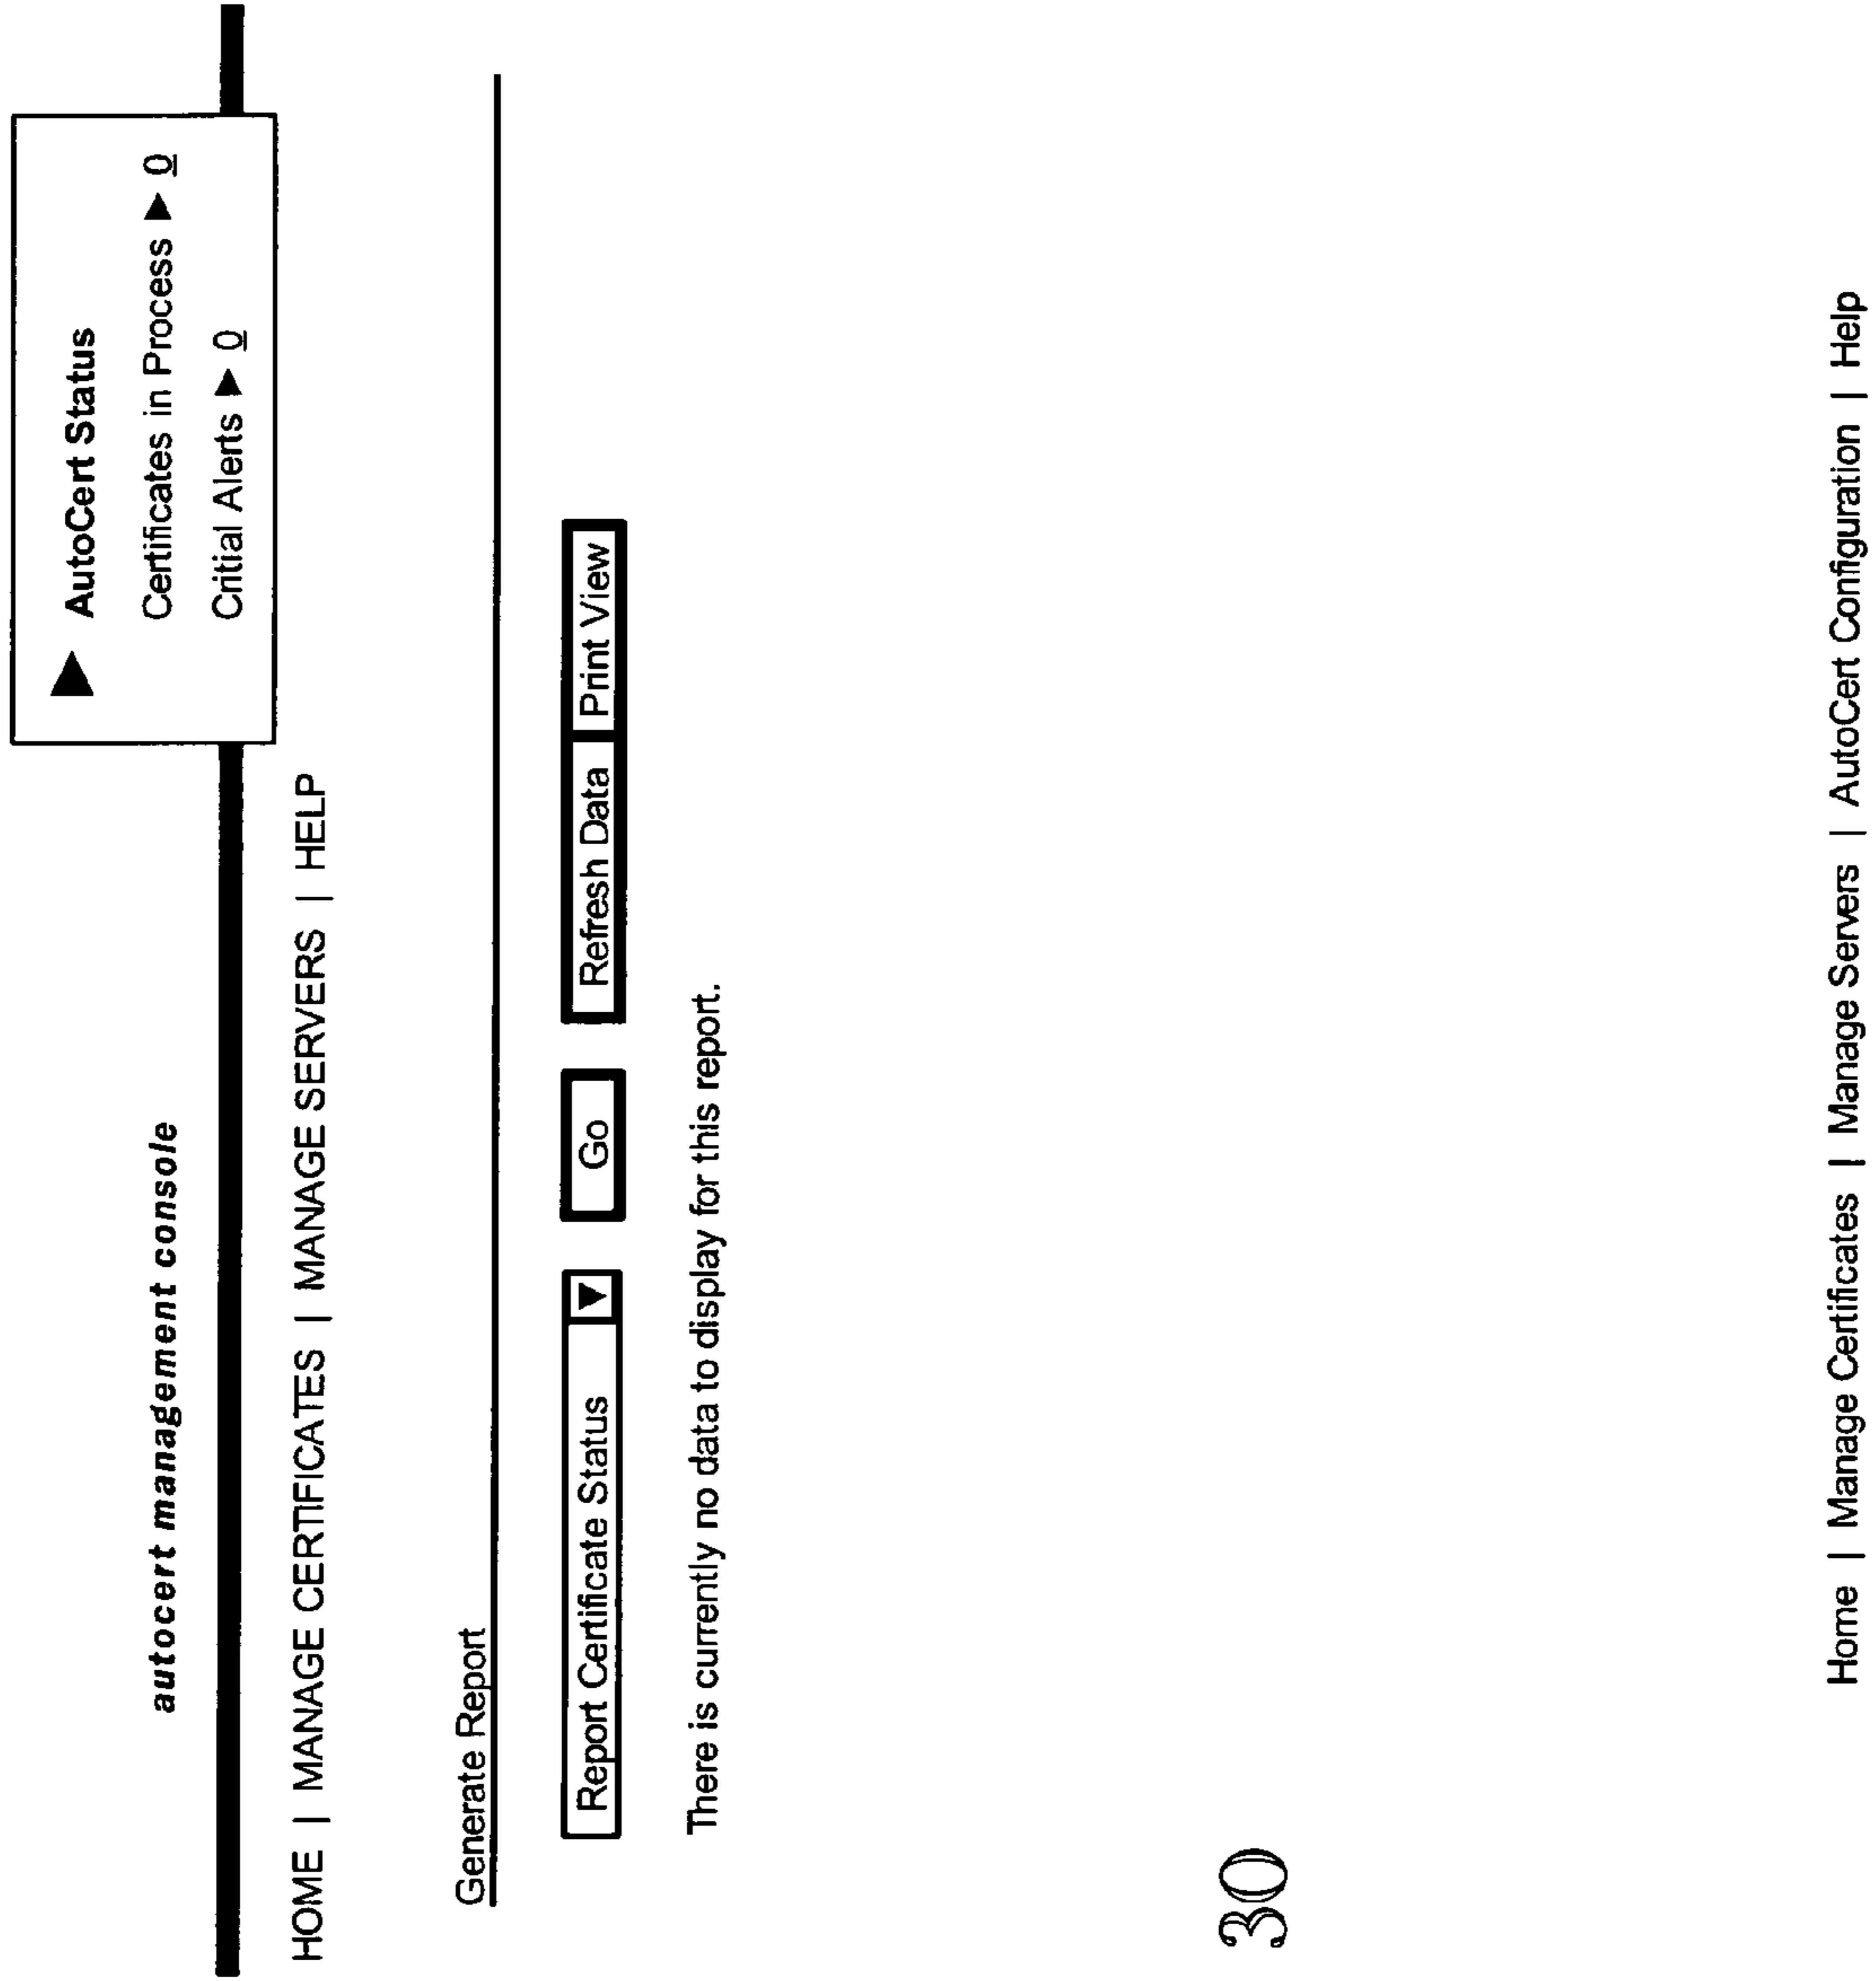 ▶ AutoCert Status
Certificates in Process ▶ 0
Critial Alerts ▶ 0
autocert management console
HOME | MANAGE CERTIFICATES | MANAGE SERVERS | HELP
Generate Report
Report Certificate Status ▼ Go Refresh Data Print View
There is currently no data to display for this report.
30
Home | Manage Certificates | Manage Servers | AutoCert Configuration | Help